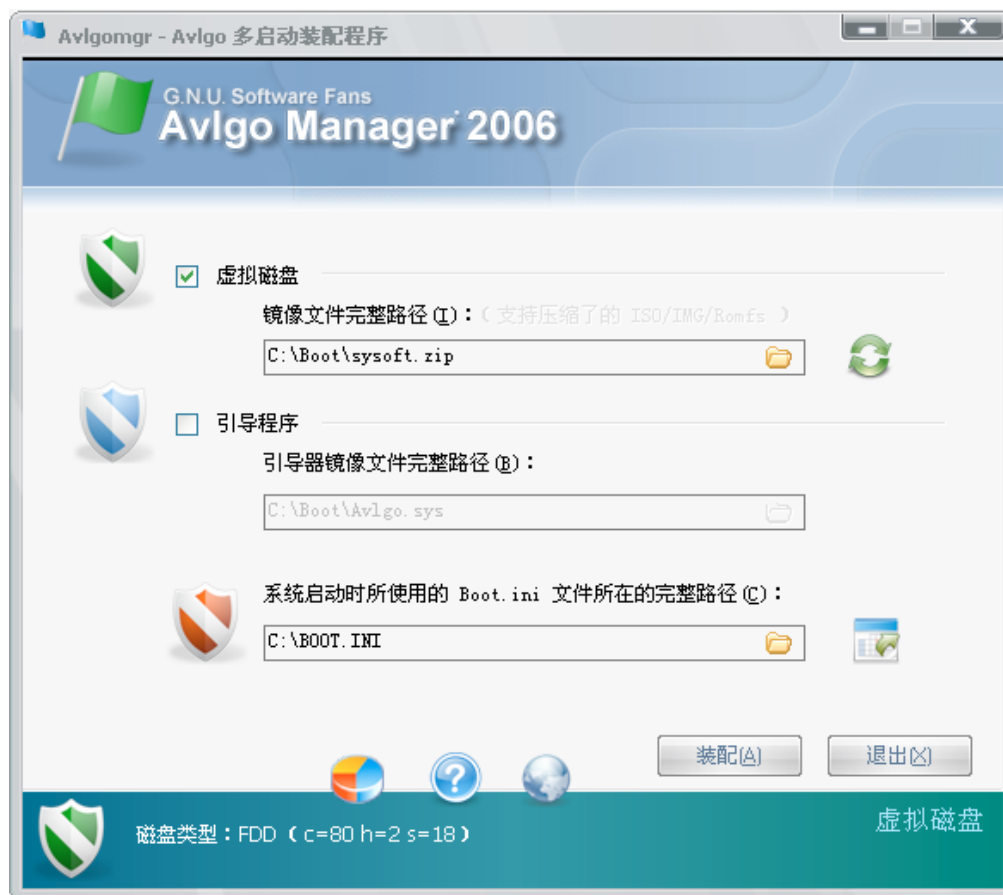 Avlgomgr - Avlgo 多启动装配程序
G.N.U. Software Fans
Avlgo Manager 2006
虚拟磁盘
镜像文件完整路径(I)：（支持压缩了的 ISO/IMG/Romfs ）
C:\Boot\sysoft.zip
引导程序
引导器镜像文件完整路径(B)：
C:\Boot\Avlgo.sys
系统启动时所使用的 Boot.ini 文件所在的完整路径(C)：
C:\BOOT.INI
装配(A) 退出(X)
磁盘类型：FDD （ c=80 h=2 s=18 ）
虚拟磁盘